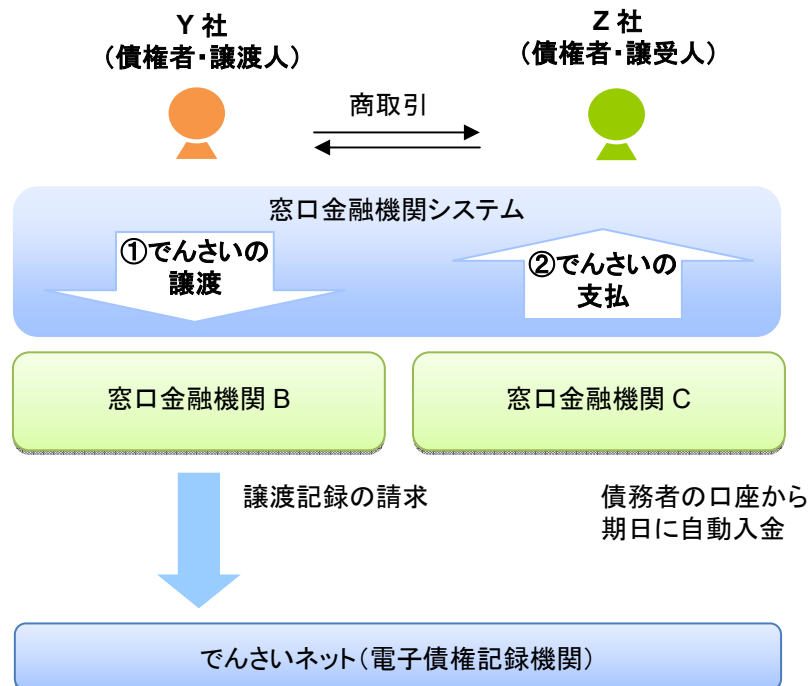 Y 社
（債権者・譲渡人）
Z 社
（債権者・譲受人）
商取引
窓口金融機関システム
①でんさいの
譲渡
②でんさいの
支払
窓口金融機関 B
窓口金融機関 C
譲渡記録の請求
債務者の口座から
期日に自動入金
でんさいネット（電子債権記録機関）